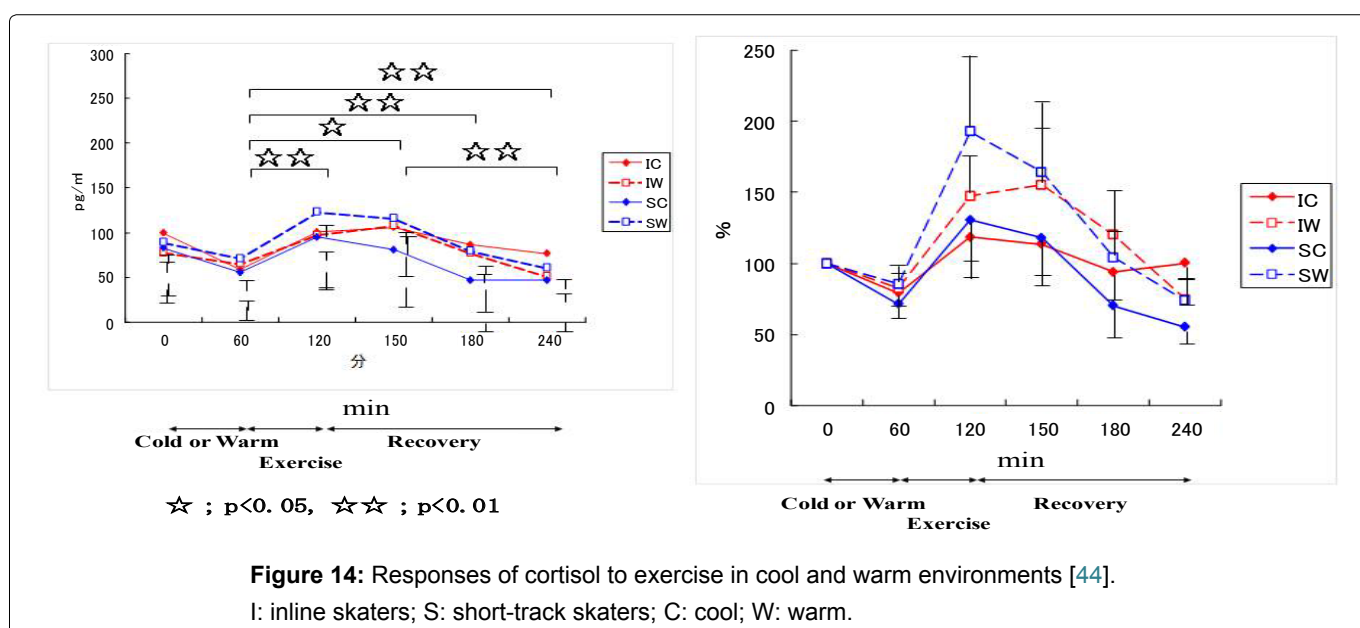 300
250
200
150
100
50
0
pg/ml
☆☆
☆☆
☆
☆☆
☆☆
IC
IW
SC
SW
0 60 120 150 180 240
分
min
Cold or Warm
Recovery
Exercise
☆ ; p<0.05, ☆☆ ; p<0.01
250
200
150
100
50
0
%
IC
IW
SC
SW
0 60 120 150 180 240
min
Cold or Warm
Recovery
Exercise
Figure 14: Responses of cortisol to exercise in cool and warm environments [44].
I: inline skaters; S: short-track skaters; C: cool; W: warm.